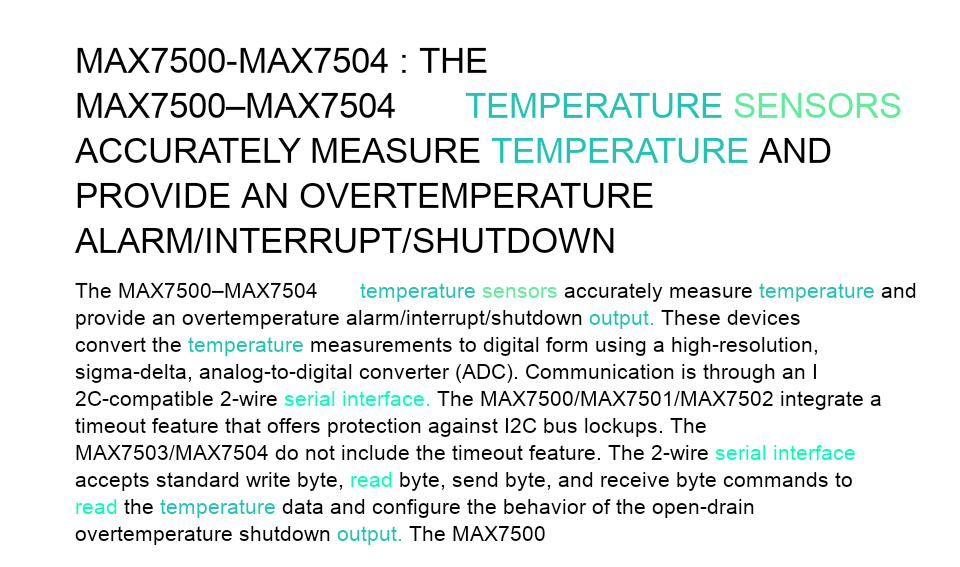 MAX7500-MAX7504 : THE
MAX7500–MAX7504 TEMPERATURE SENSORS
ACCURATELY MEASURE TEMPERATURE AND
PROVIDE AN OVERTEMPERATURE
ALARM/INTERRUPT/SHUTDOWN
The MAX7500–MAX7504 temperature sensors accurately measure temperature and
provide an overtemperature alarm/interrupt/shutdown output. These devices
convert the temperature measurements to digital form using a high-resolution,
sigma-delta, analog-to-digital converter (ADC). Communication is through an I
2C-compatible 2-wire serial interface. The MAX7500/MAX7501/MAX7502 integrate a
timeout feature that offers protection against I2C bus lockups. The
MAX7503/MAX7504 do not include the timeout feature. The 2-wire serial interface
accepts standard write byte, read byte, send byte, and receive byte commands to
read the temperature data and configure the behavior of the open-drain
overtemperature shutdown output. The MAX7500